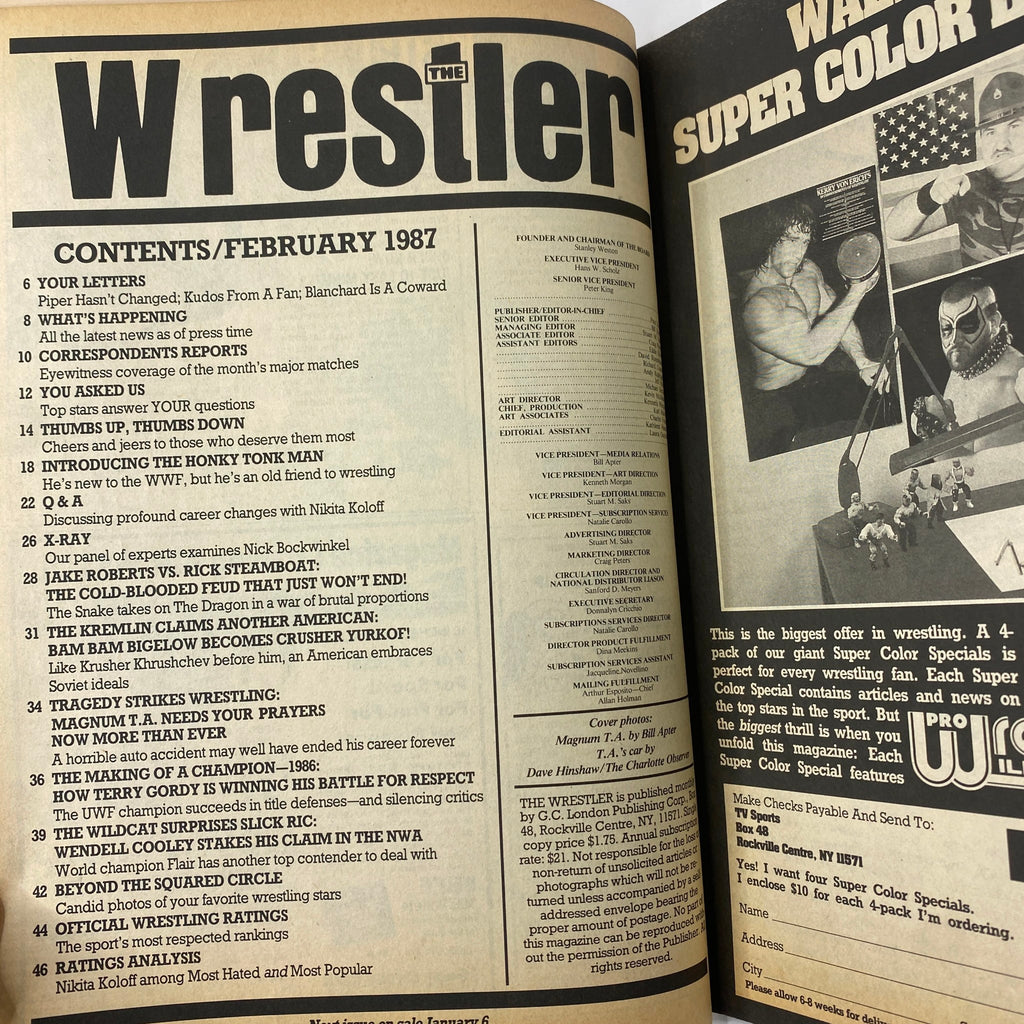 THE
Wrestler
CONTENTS/FEBRUARY 1987
6 YOUR LETTERS
Piper Hasn't Changed; Kudos From A Fan; Blanchard Is A Coward
8 WHAT'S HAPPENING
All the latest news as of press time
10 CORRESPONDENTS REPORTS
Eyewitness coverage of the month's major matches
12 YOU ASKED US
Top stars answer YOUR questions
14 THUMBS UP, THUMBS DOWN
Cheers and jeers to those who deserve them most
18 INTRODUCING THE HONKY TONK MAN
He's new to the WWF, but he's an old friend to wrestling
22 Q & A
Discussing profound career changes with Nikita Koloff
26 X-RAY
Our panel of experts examines Nick Bockwinkel
28 JAKE ROBERTS VS. RICK STEAMBOAT:
THE COLD-BLOODED FEUD THAT JUST WON'T END!
The Snake takes on The Dragon in a war of brutal proportions
31 THE KREMLIN CLAIMS ANOTHER AMERICAN:
BAM BAM BIGELOW BECOMES CRUSHER YURKOF!
Like Krusher Khrushchev before him, an American embraces
Soviet ideals
34 TRAGEDY STRIKES WRESTLING:
MAGNUM T.A. NEEDS YOUR PRAYERS
NOW MORE THAN EVER
A horrible auto accident may well have ended his career forever
36 THE MAKING OF A CHAMPION—1986:
HOW TERRY GORDY IS WINNING HIS BATTLE FOR RESPECT
The UWF champion succeeds in title defenses—and silencing critics
39 THE WILDCAT SURPRISES SLICK RIC:
WENDELL COOLEY STAKES HIS CLAIM IN THE NWA
World champion Flair has another top contender to deal with
42 BEYOND THE SQUARED CIRCLE
Candid photos of your favorite wrestling stars
44 OFFICIAL WRESTLING RATINGS
The sport's most respected rankings
46 RATINGS ANALYSIS
Nikita Koloff among Most Hated and Most Popular
Next issue on sale January 6
FOUNDER AND CHAIRMAN OF THE BOARD
Stanley Weston
EXECUTIVE VICE PRESIDENT
Hans W. Scholz
SENIOR VICE PRESIDENT
Peter King
PUBLISHER/EDITOR-IN-CHIEF
SENIOR EDITOR
MANAGING EDITOR
ASSOCIATE EDITOR
ASSISTANT EDITORS
ART DIRECTOR
CHIEF, PRODUCTION
ART ASSOCIATES
EDITORIAL ASSISTANT
VICE PRESIDENT—MEDIA RELATIONS
Bill Apter
VICE PRESIDENT—ART DIRECTION
Kenneth Morgan
VICE PRESIDENT—EDITORIAL DIRECTION
Stuart M. Saks
VICE PRESIDENT—SUBSCRIPTION SERVICES
Natalie Carollo
ADVERTISING DIRECTOR
Stuart M. Saks
MARKETING DIRECTOR
Craig Peters
CIRCULATION DIRECTOR AND
NATIONAL DISTRIBUTOR LIAISON
Sanford D. Meyers
EXECUTIVE SECRETARY
Donnalyn Cricchio
SUBSCRIPTIONS SERVICES DIRECTOR
Natalie Carollo
DIRECTOR PRODUCT FULFILLMENT
Dina Meekins
SUBSCRIPTION SERVICES ASSISTANT
Jacqueline Novellino
MAILING FULFILLMENT
Arthur Esposito—Chief
Allan Holman
Cover photos:
Magnum T.A. by Bill Apter
T.A.'s car by
Dave Hinshaw/The Charlotte Observer
THE WRESTLER is published monthly
by G.C. London Publishing Corp., Box
48, Rockville Centre, NY, 11571. Single
copy price $1.75. Annual subscription
rate: $21. Not responsible for the loss or
non-return of unsolicited articles or
photographs which will not be re-
turned unless accompanied by a self
addressed envelope bearing the
proper amount of postage. No part of
this magazine can be reproduced with
out the permission of the Publisher. All
rights reserved.
SUPER COLOR
KERRY VON ERICH'S
This is the biggest offer in wrestling. A 4-
pack of our giant Super Color Specials is
perfect for every wrestling fan. Each Super
Color Special contains articles and news on
the top stars in the sport. But
the biggest thrill is when you
unfold this magazine: Each
Super Color Special features
PRO
Make Checks Payable And Send To:
TV Sports
Box 48
Rockville Centre, NY 11571
Yes! I want four Super Color Specials.
I enclose $10 for each 4-pack I'm ordering.
Name
Address
City
Please allow 6-8 weeks for